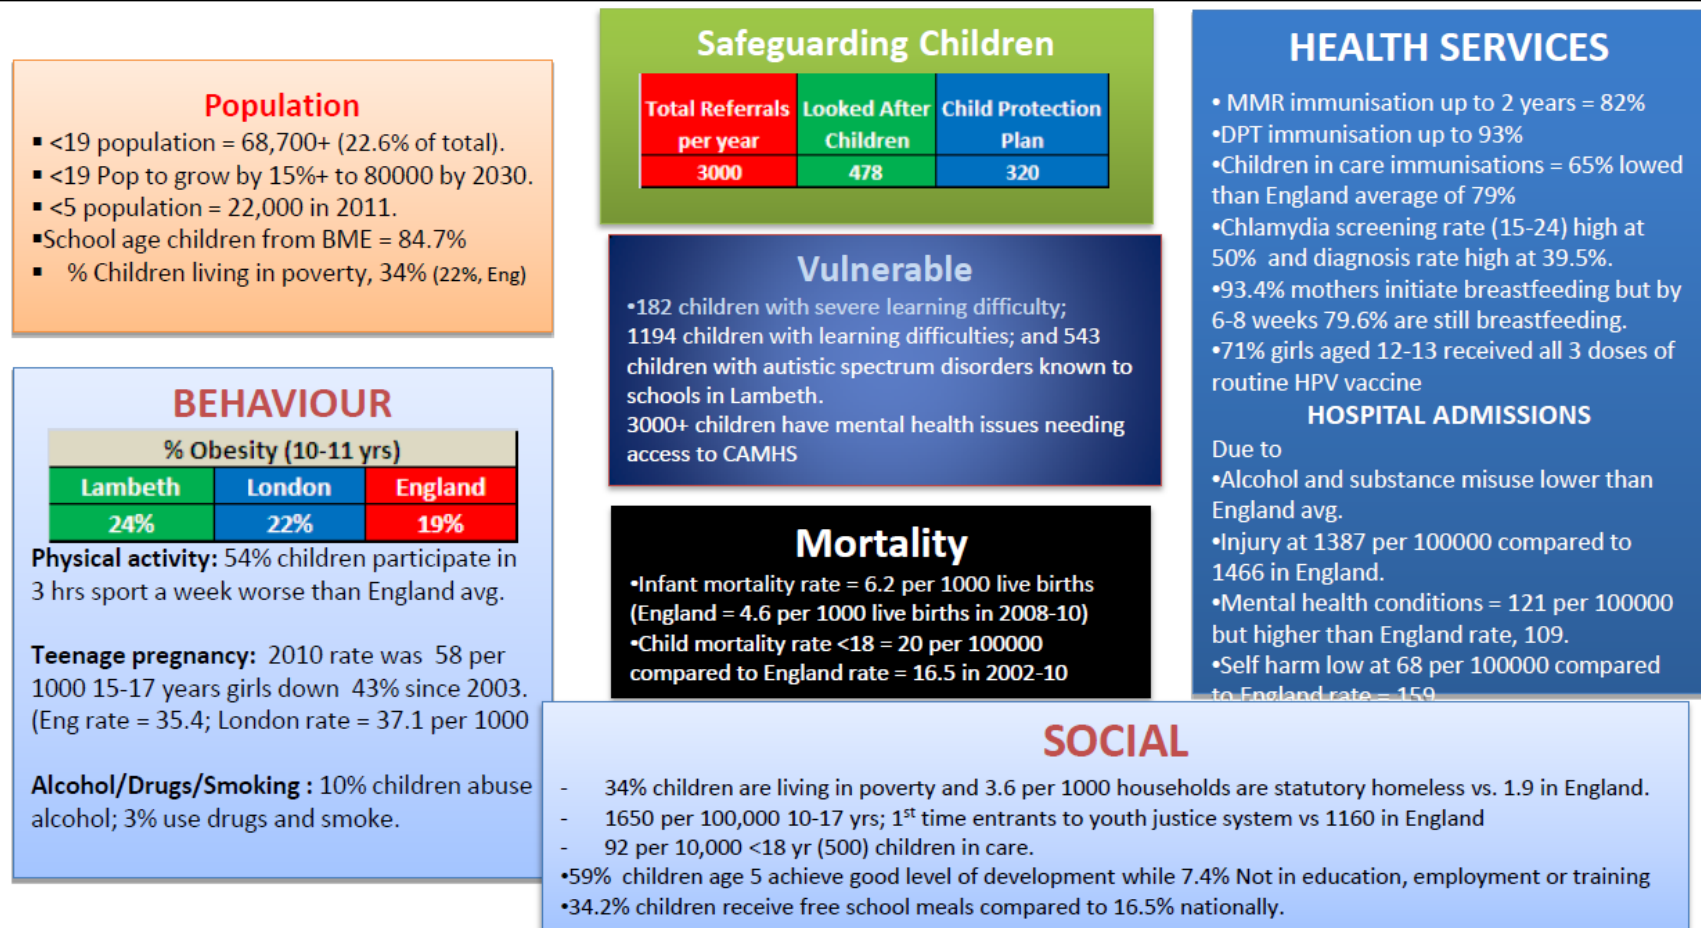 Population
▪ <19 population = 68,700+ (22.6% of total).
▪ <19 Pop to grow by 15%+ to 80000 by 2030.
▪ <5 population = 22,000 in 2011.
▪School age children from BME = 84.7%
▪ % Children living in poverty, 34% (22%, Eng)
BEHAVIOUR
% Obesity (10-11 yrs)
Lambeth London England
24% 22% 19%
Physical activity: 54% children participate in
3 hrs sport a week worse than England avg.
Teenage pregnancy: 2010 rate was 58 per
1000 15-17 years girls down 43% since 2003.
(Eng rate = 35.4; London rate = 37.1 per 1000
Alcohol/Drugs/Smoking : 10% children abuse
alcohol; 3% use drugs and smoke.
Safeguarding Children
Total Referrals per year Looked After Children Child Protection Plan
3000 478 320
Vulnerable
•182 children with severe learning difficulty;
1194 children with learning difficulties; and 543
children with autistic spectrum disorders known to
schools in Lambeth.
3000+ children have mental health issues needing
access to CAMHS
Mortality
•Infant mortality rate = 6.2 per 1000 live births
(England = 4.6 per 1000 live births in 2008-10)
•Child mortality rate <18 = 20 per 100000
compared to England rate = 16.5 in 2002-10
HEALTH SERVICES
• MMR immunisation up to 2 years = 82%
•DPT immunisation up to 93%
•Children in care immunisations = 65% lowed
than England average of 79%
•Chlamydia screening rate (15-24) high at
50% and diagnosis rate high at 39.5%.
•93.4% mothers initiate breastfeeding but by
6-8 weeks 79.6% are still breastfeeding.
•71% girls aged 12-13 received all 3 doses of
routine HPV vaccine
HOSPITAL ADMISSIONS
Due to
•Alcohol and substance misuse lower than
England avg.
•Injury at 1387 per 100000 compared to
1466 in England.
•Mental health conditions = 121 per 100000
but higher than England rate, 109.
•Self harm low at 68 per 100000 compared
to England rate = 159
SOCIAL
- 34% children are living in poverty and 3.6 per 1000 households are statutory homeless vs. 1.9 in England.
- 1650 per 100,000 10-17 yrs; 1st time entrants to youth justice system vs 1160 in England
- 92 per 10,000 <18 yr (500) children in care.
•59% children age 5 achieve good level of development while 7.4% Not in education, employment or training
•34.2% children receive free school meals compared to 16.5% nationally.